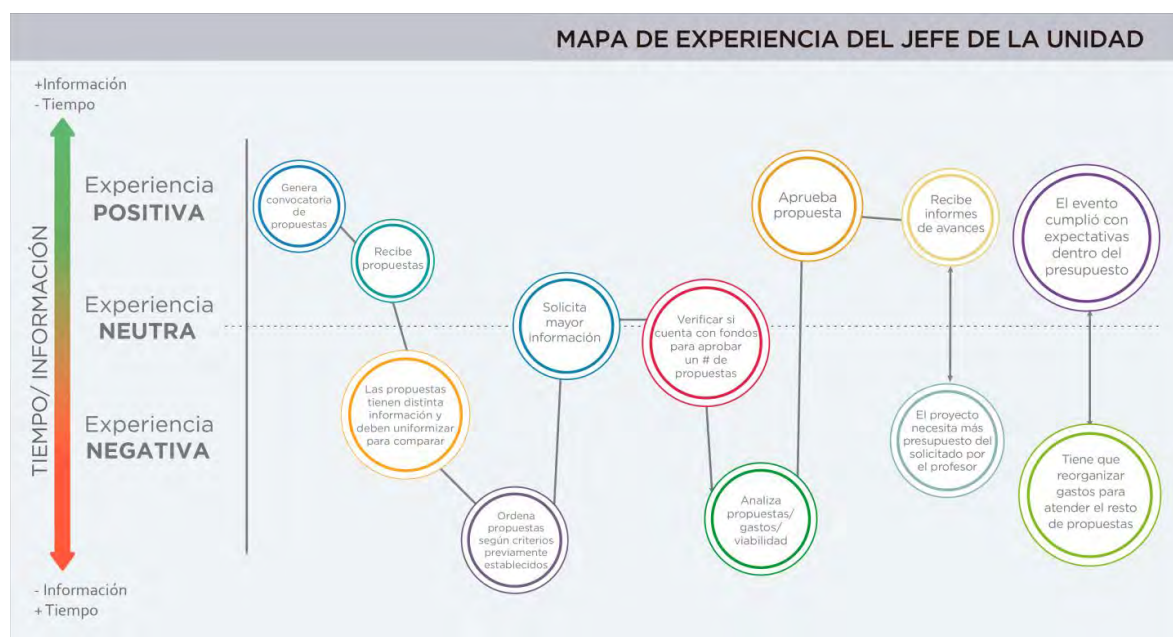 MAPA DE EXPERIENCIA DEL JEFE DE LA UNIDAD
+Información
- Tiempo
TIEMPO/ INFORMACIÓN
Experiencia
POSITIVA
Experiencia
NEUTRA
Experiencia
NEGATIVA
- Información
+ Tiempo
Genera
convocatoria
de
propuestas
Recibe
propuestas
Las propuestas
tienen distinta
información y
deben uniformizar
para comparar
Ordena
propuestas
según criterios
previamente
establecidos
Solicita
mayor
información
Verificar si
cuenta con fondos
para aprobar
un # de
propuestas
Analiza
propuestas/
gastos/
viabilidad
Aprueba
propuesta
Recibe
informes
de avances
El proyecto
necesita más
presupuesto del
solicitado por
el profesor
El evento
cumplió con
expectativas
dentro del
presupuesto
Tiene que
reorganizar
gastos para
atender el resto
de propuestas